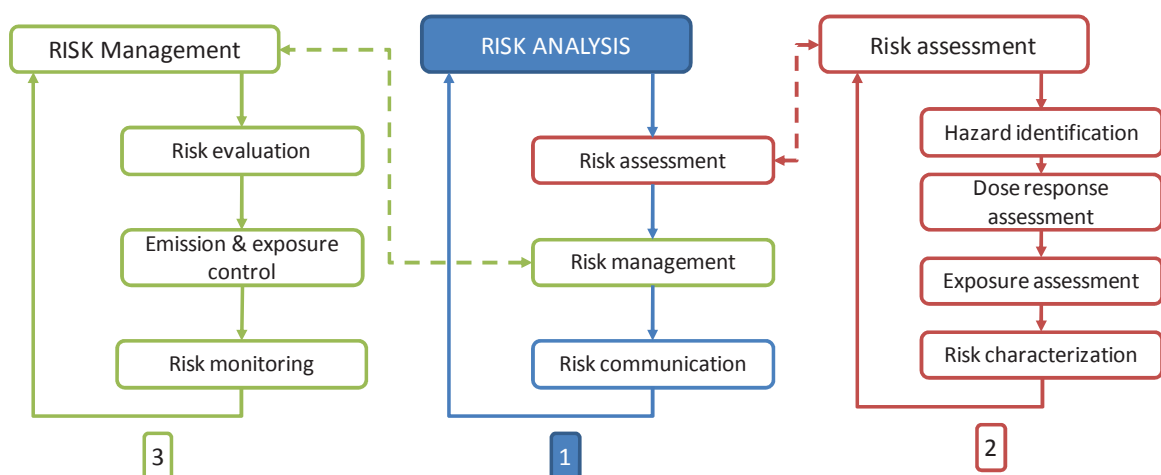 RISK Management
Risk evaluation
Emission & exposure
control
Risk monitoring
3
RISK ANALYSIS
Risk assessment
Risk management
Risk communication
1
Risk assessment
Hazard identification
Dose response
assessment
Exposure assessment
Risk characterization
2